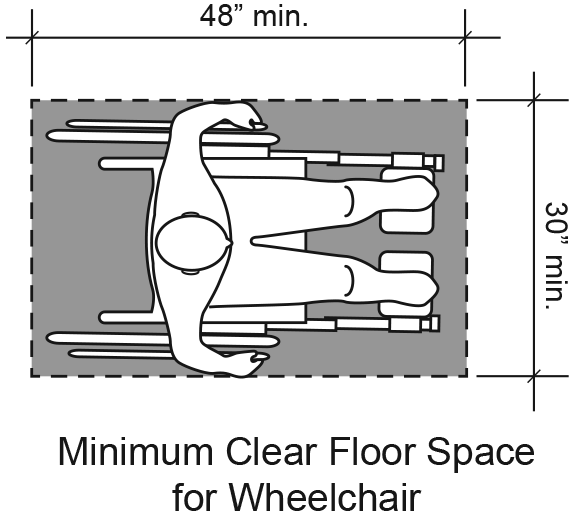 48” min.
30” min.
Minimum Clear Floor Space
for Wheelchair